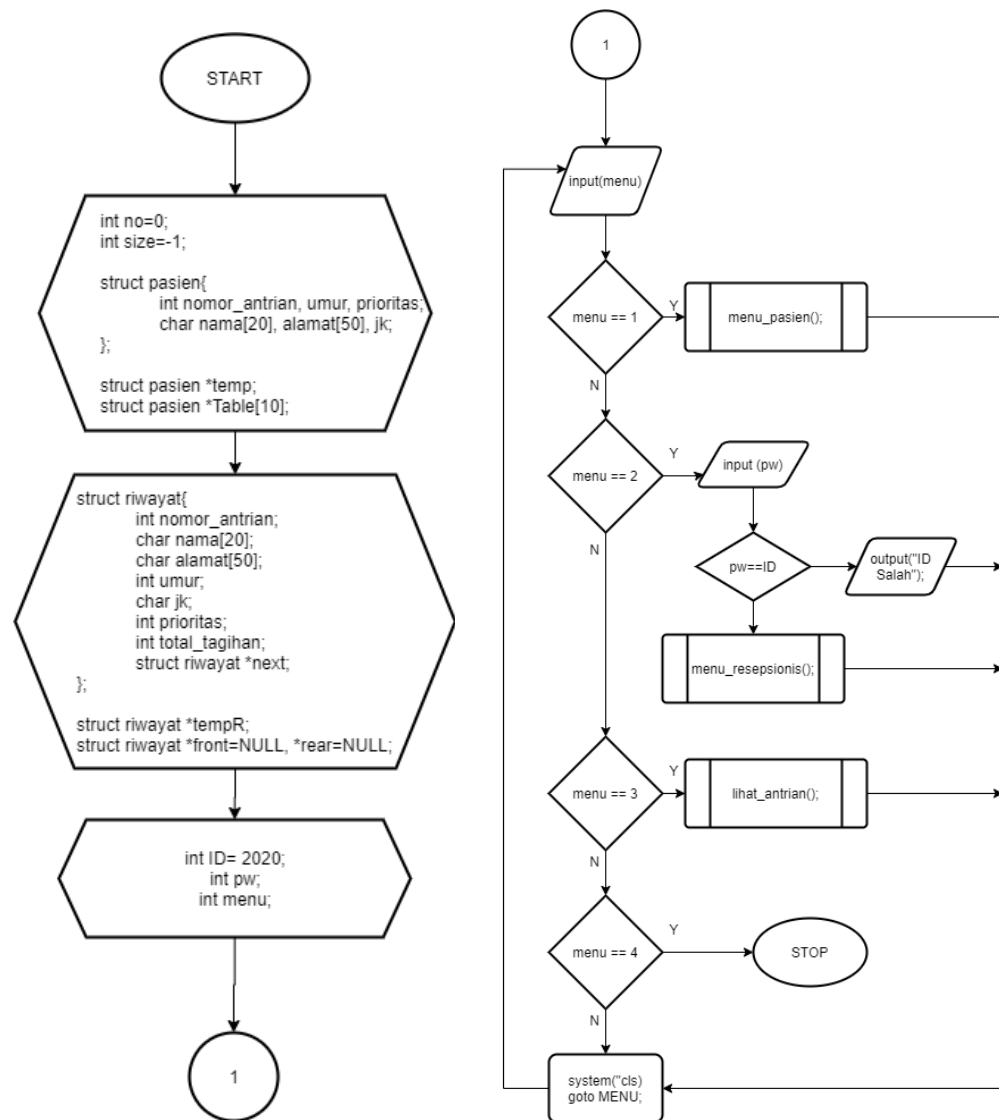 START
int no=0;
int size=-1;
struct pasien{
int nomor_antrian, umur, prioritas;
char nama[20], alamat[50], jk;
};
struct pasien *temp;
struct pasien *Table[10];
struct riwayat{
int nomor_antrian;
char nama[20];
char alamat[50];
int umur;
char jk;
int prioritas;
int total_tagihan;
struct riwayat *next;
};
struct riwayat *tempR;
struct riwayat *front=NULL, *rear=NULL;
int ID= 2020;
int pw;
int menu;
1
1
input(menu)
menu == 1
Y
menu_pasien();
N
menu == 2
Y
input (pw)
pw==ID
output("ID
Salah");
menu_resepsionis();
N
menu == 3
Y
lihat_antrian();
N
menu == 4
Y
STOP
N
system("cls)
goto MENU;